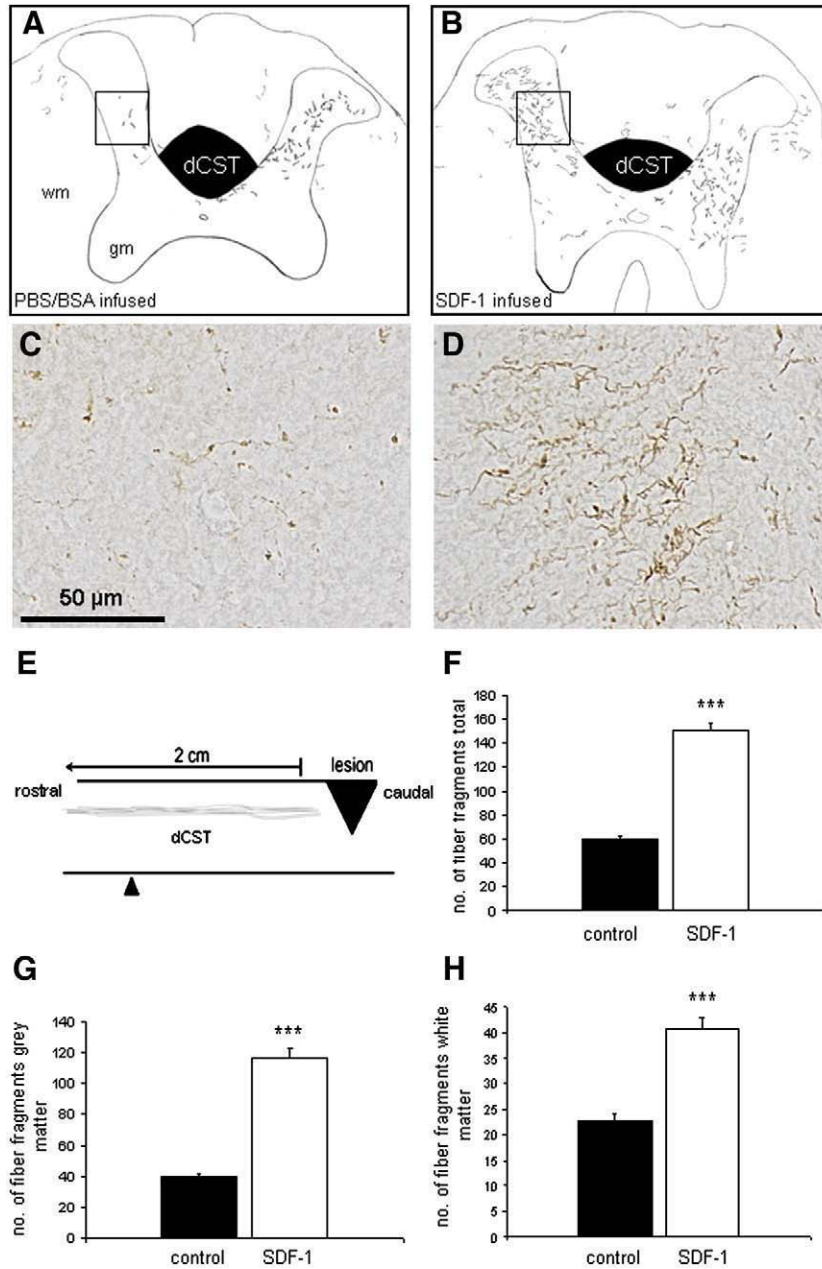 A
dCST
wm
gm
PBS/BSA infused
B
dCST
SDF-1 infused
C
50 µm
D
E
2 cm
lesion
rostral
caudal
dCST
F
no. of fiber fragments total
180
160
140
120
100
80
60
40
20
0
***
control SDF-1
G
no. of fiber fragments grey
matter
140
120
100
80
60
40
20
0
***
control SDF-1
H
no. of fiber fragments white
matter
45
40
35
30
25
20
15
10
5
0
***
control SDF-1